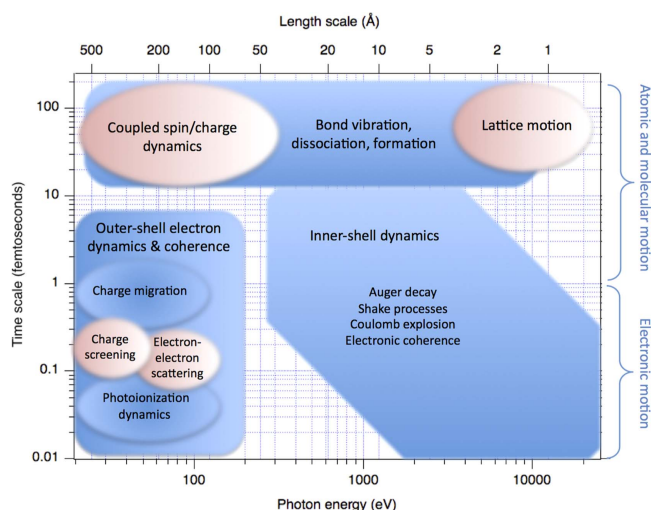 Length scale (Å)
500 200 100 50 20 10 5 2 1
100
Coupled spin/charge
dynamics
Bond vibration,
dissociation, formation
Lattice motion
Atomic and molecular motion
10
Time scale (femtoseconds)
Outer-shell electron
dynamics & coherence
Inner-shell dynamics
1
Charge migration
Auger decay
Shake processes
Coulomb explosion
Electronic coherence
Charge
screening
Electron-
electron
scattering
Electronic motion
0.1
Photoionization
dynamics
0.01
100 1000 10000
Photon energy (eV)